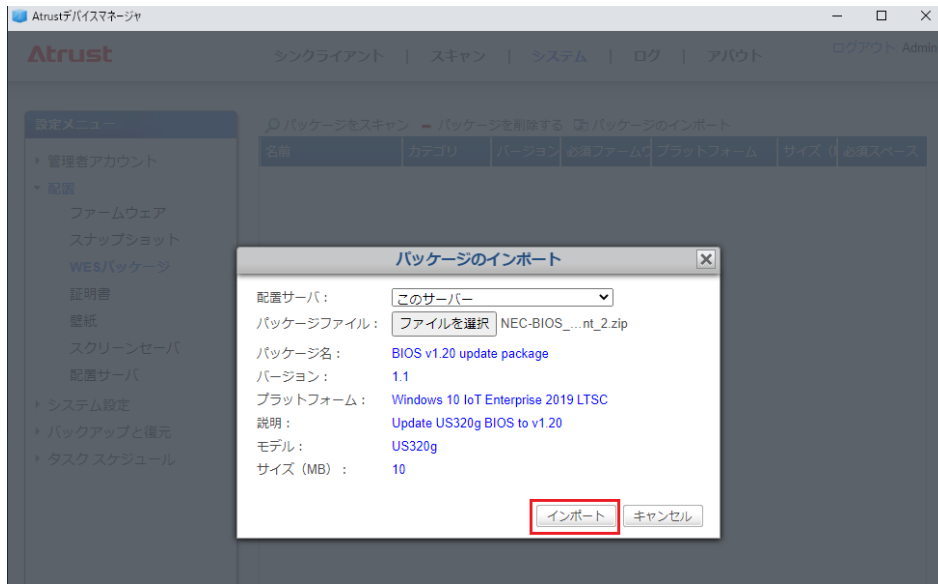 Atrustデバイスマネージャ
Atrust
シンクライアント | スキャン | システム | ログ | アバウト
ログアウト: Admin
設定メニュー
パッケージをスキャン パッケージを削除する パッケージのインポート
名前 カテゴリ バージョン 必須ファームウ プラットフォーム サイズ 必須スペース
管理者アカウント
配置
ファームウェア
スナップショット
WESパッケージ
証明書
壁紙
スクリーンセーバ
配置サーバ
システム設定
バックアップと復元
タスク スケジュール
パッケージのインポート
配置サーバ: このサーバー
パッケージファイル: ファイルを選択 NEC-BIOS_...nt_2.zip
パッケージ名: BIOS v1.20 update package
バージョン: 1.1
プラットフォーム: Windows 10 IoT Enterprise 2019 LTSC
説明: Update US320g BIOS to v1.20
モデル: US320g
サイズ(MB): 10
インポート キャンセル